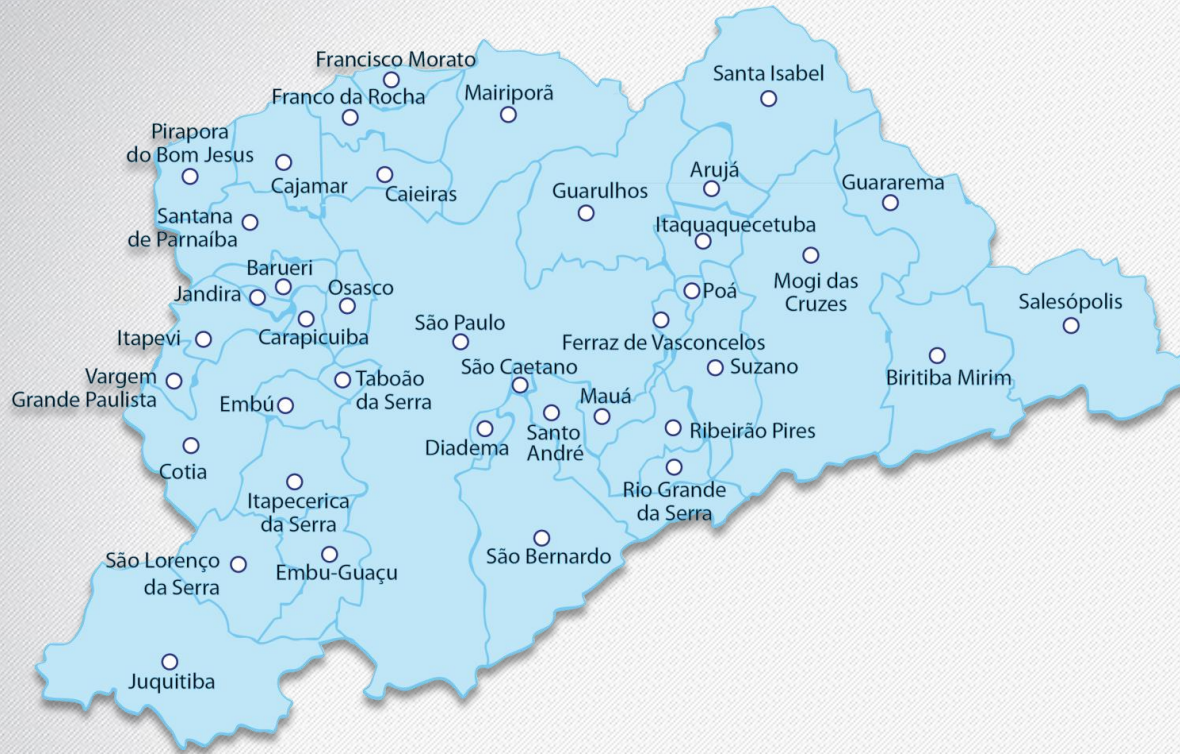 Francisco Morato
Franco da Rocha
Mairiporã
Santa Isabel
Pirapora
do Bom Jesus
Cajamar
Caieiras
Guarulhos
Arujá
Guararema
Santana
de Parnaíba
Itaquaquecetuba
Barueri
Jandira
Osasco
Poá
Mogi das
Cruzes
Salesópolis
Itapevi
Carapicuiba
São Paulo
Ferraz de Vasconcelos
Vargem
Grande Paulista
Embú
Taboão
da Serra
São Caetano
Mauá
Suzano
Biritiba Mirim
Diadema
Santo
André
Ribeirão Pires
Cotia
Itapecerica
da Serra
Rio Grande
da Serra
São Lorenço
da Serra
Embu-Guaçu
São Bernardo
Juquitiba